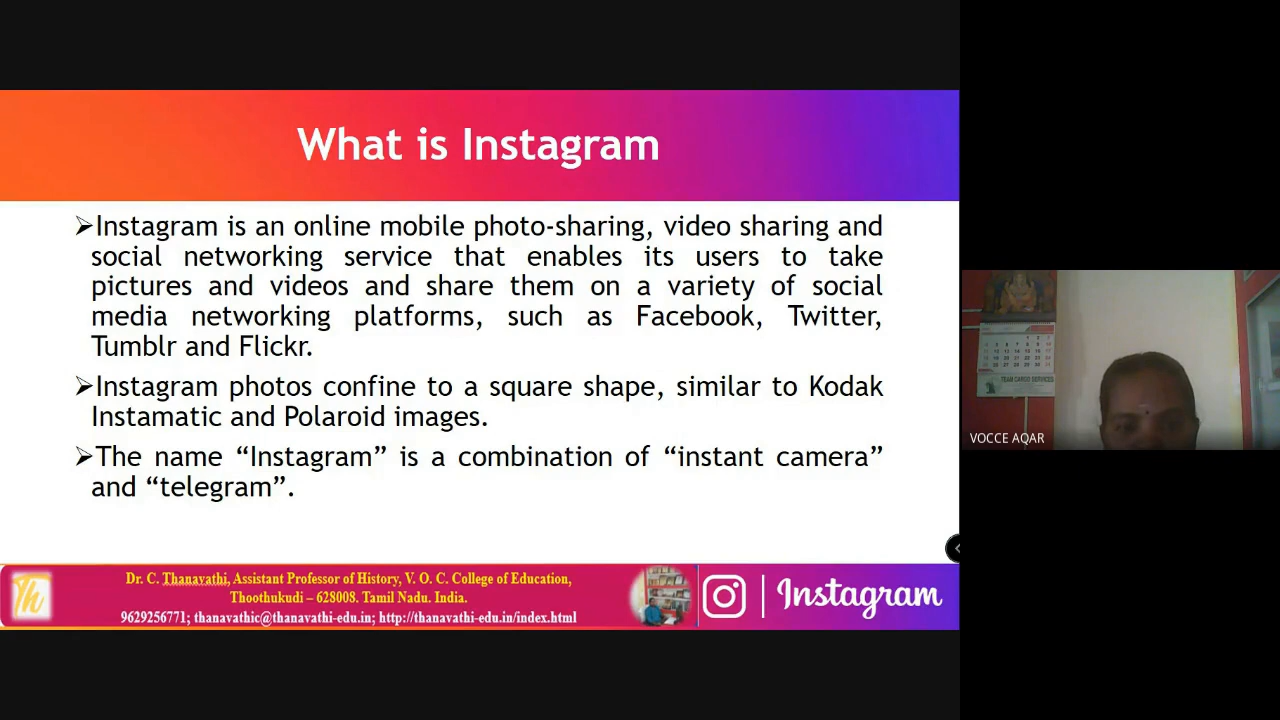 What is Instagram
➢Instagram is an online mobile photo-sharing, video sharing and
social networking service that enables its users to take
pictures and videos and share them on a variety of social
media networking platforms, such as Facebook, Twitter,
Tumblr and Flickr.
➢Instagram photos confine to a square shape, similar to Kodak
Instamatic and Polaroid images.
➢The name “Instagram” is a combination of “instant camera”
and “telegram”.
Th
Dr. C. Thanavathi, Assistant Professor of History, V. O. C. College of Education,
Thoothukudi – 628008. Tamil Nadu. India.
9629256771; thanavathic@thanavathi-edu.in; http://thanavathi-edu.in/index.html
Instagram
TEAM CARGO SERVICES
VOCCE AQAR